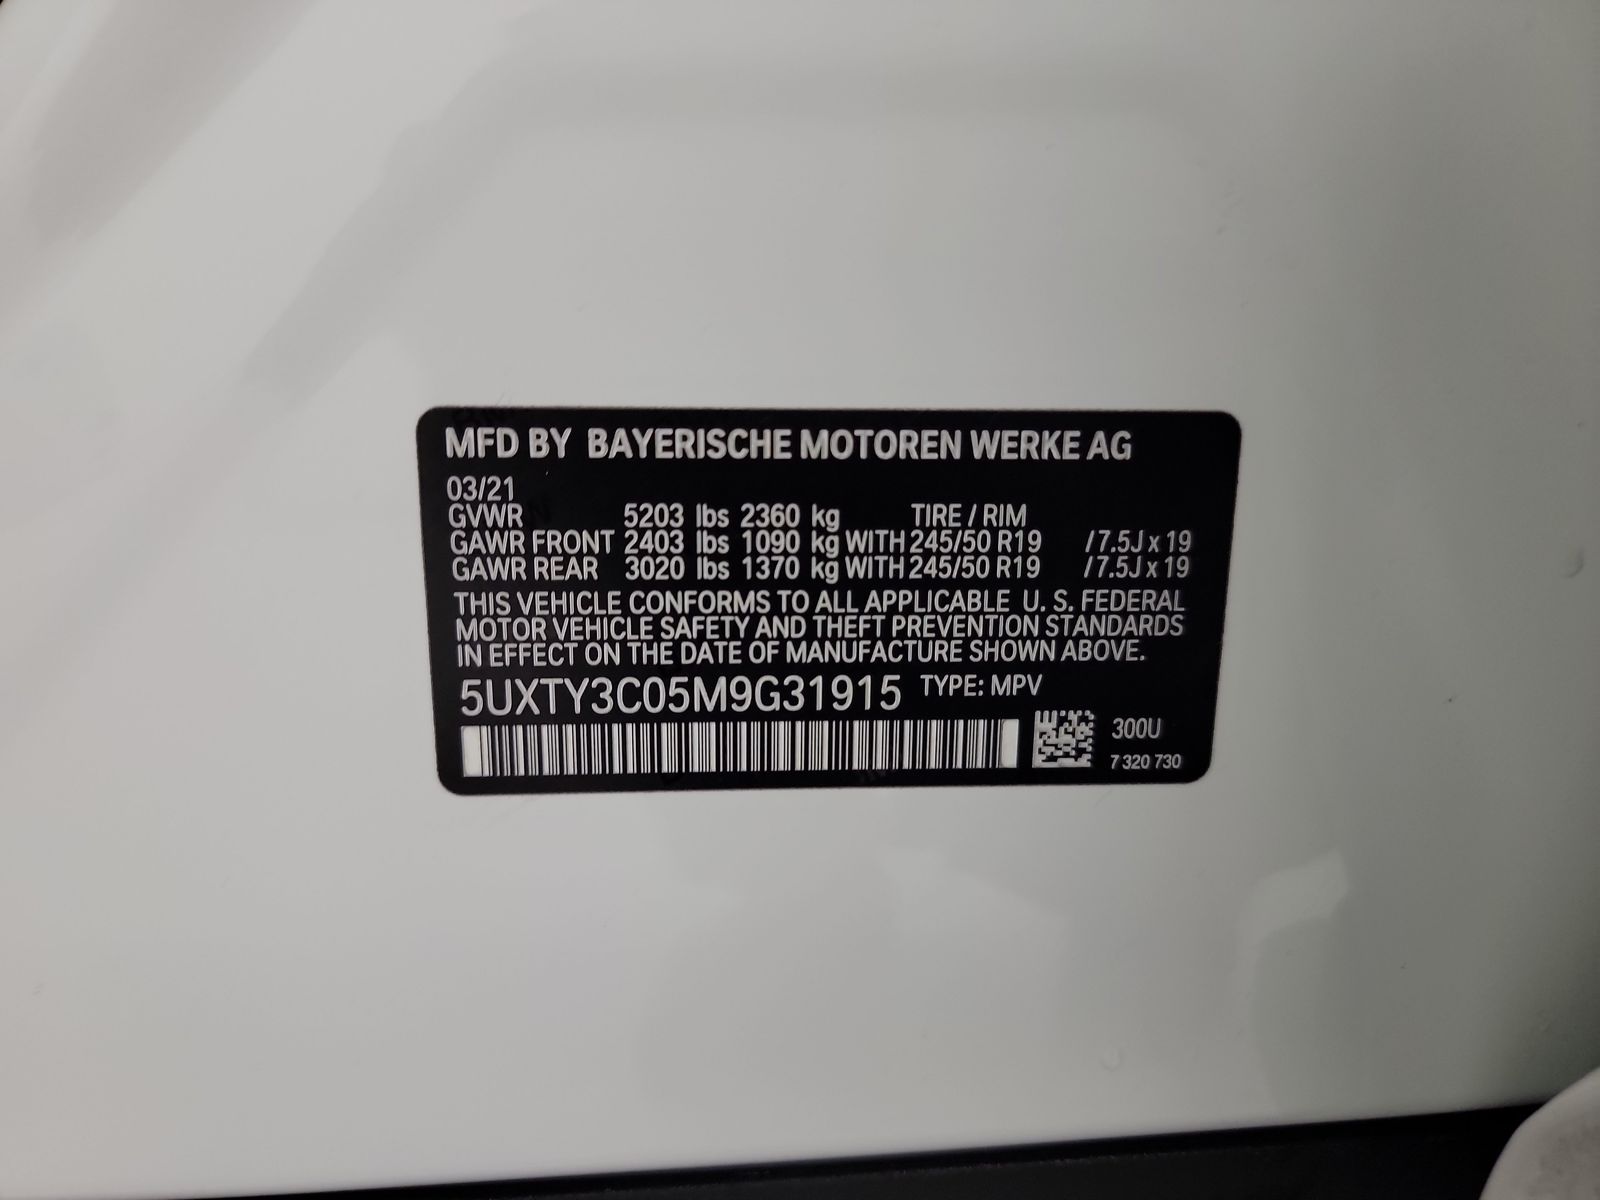 MFD BY BAYERISCHE MOTOREN WERKE AG
03/21
GVWR 5203 lbs 2360 kg TIRE / RIM
GAWR FRONT 2403 lbs 1090 kg WITH 245/50 R19 / 7.5J x 19
GAWR REAR 3020 lbs 1370 kg WITH 245/50 R19 / 7.5J x 19
THIS VEHICLE CONFORMS TO ALL APPLICABLE U. S. FEDERAL
MOTOR VEHICLE SAFETY AND THEFT PREVENTION STANDARDS
IN EFFECT ON THE DATE OF MANUFACTURE SHOWN ABOVE.
5UXTY3C05M9G31915 TYPE: MPV
300U
7 320 730